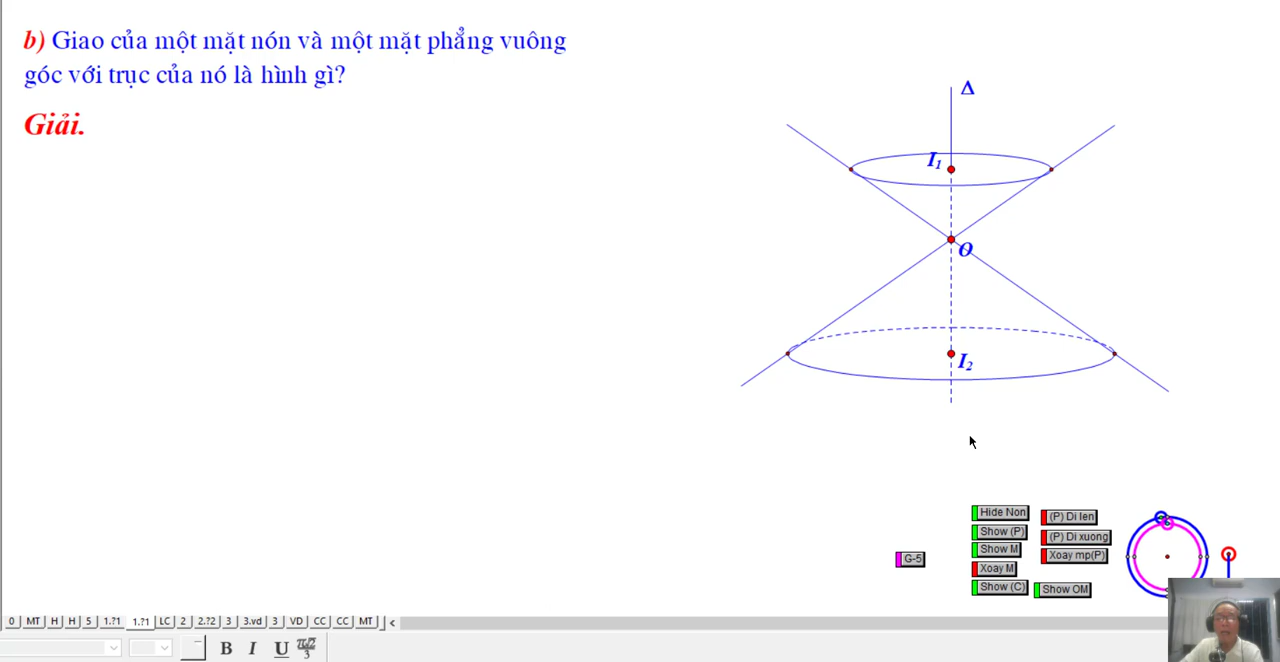 b) Giao của một mặt nón và một mặt phẳng vuông
góc với trục của nó là hình gì?
Giải.
Δ
I₁
O
I₂
Hide Non
(P) Di len
Show (P)
(P) Di xuong
Show M
Xoay mp(P)
G-5
Xoay M
Show (C)
Show OM
0 MT H H 5 1.?1 1.?1 LC 2 2.?2 3 3.vd 3 VD CC CC MT
B I U